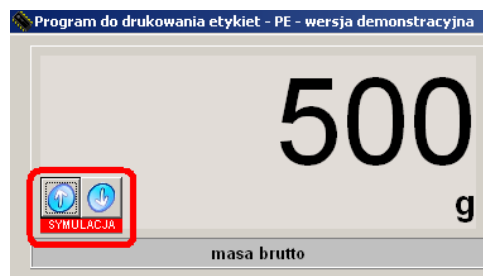 Program do drukowania etykiet - PE - wersja demonstracyjna
500
g
SYMULACJA
masa brutto